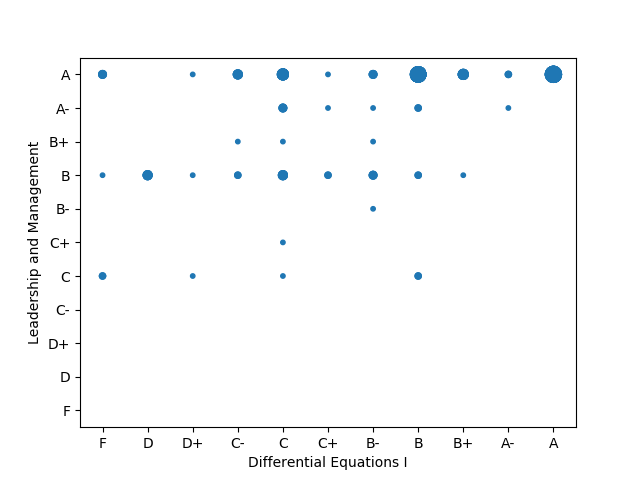 A
A-
B+
B
B-
C+
C
C-
D+
D
F
Leadership and Management
F D D+ C- C C+ B- B B+ A- A
Differential Equations I